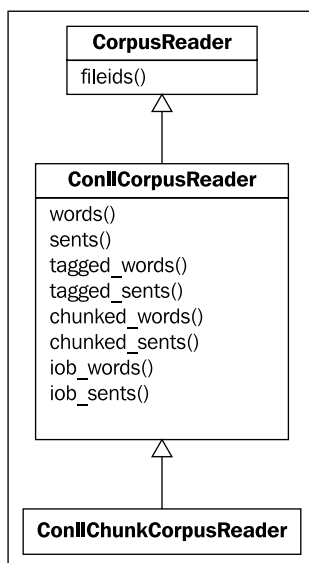 CorpusReader
fileids()
ConllCorpusReader
words()
sents()
tagged_words()
tagged_sents()
chunked_words()
chunked_sents()
iob_words()
iob_sents()
ConllChunkCorpusReader